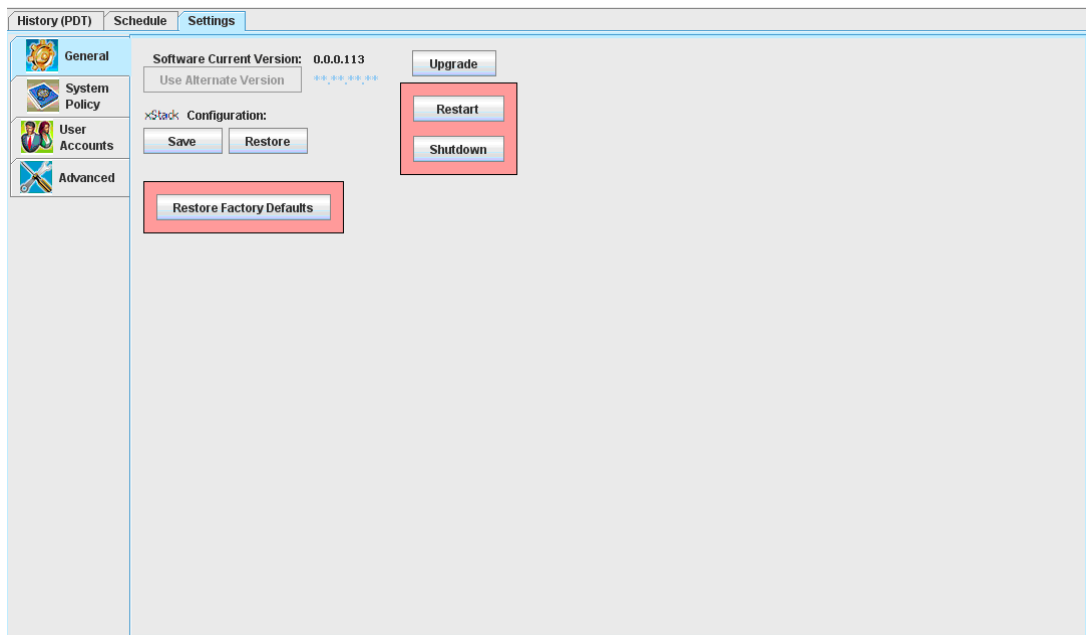 History (PDT) Schedule Settings
General
System Policy
User Accounts
Advanced
Software Current Version: 0.0.0.113 Upgrade
Use Alternate Version **.**.**.**
xStack Configuration:
Save Restore
Restart
Shutdown
Restore Factory Defaults